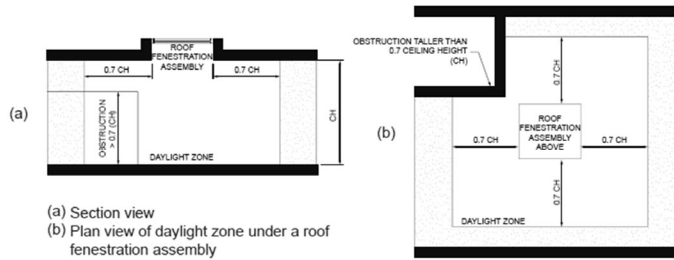 (a)
ROOF
FENESTRATION
ASSEMBLY
0.7 CH
0.7 CH
OBSTRUCTION
> 0.7 (CH)
CH
DAYLIGHT ZONE
(a) Section view
(b) Plan view of daylight zone under a roof
fenestration assembly
(b)
OBSTRUCTION TALLER THAN
0.7 CEILING HEIGHT
(CH)
0.7 CH
ROOF
FENESTRATION
ASSEMBLY
ABOVE
0.7 CH
0.7 CH
0.7 CH
DAYLIGHT ZONE